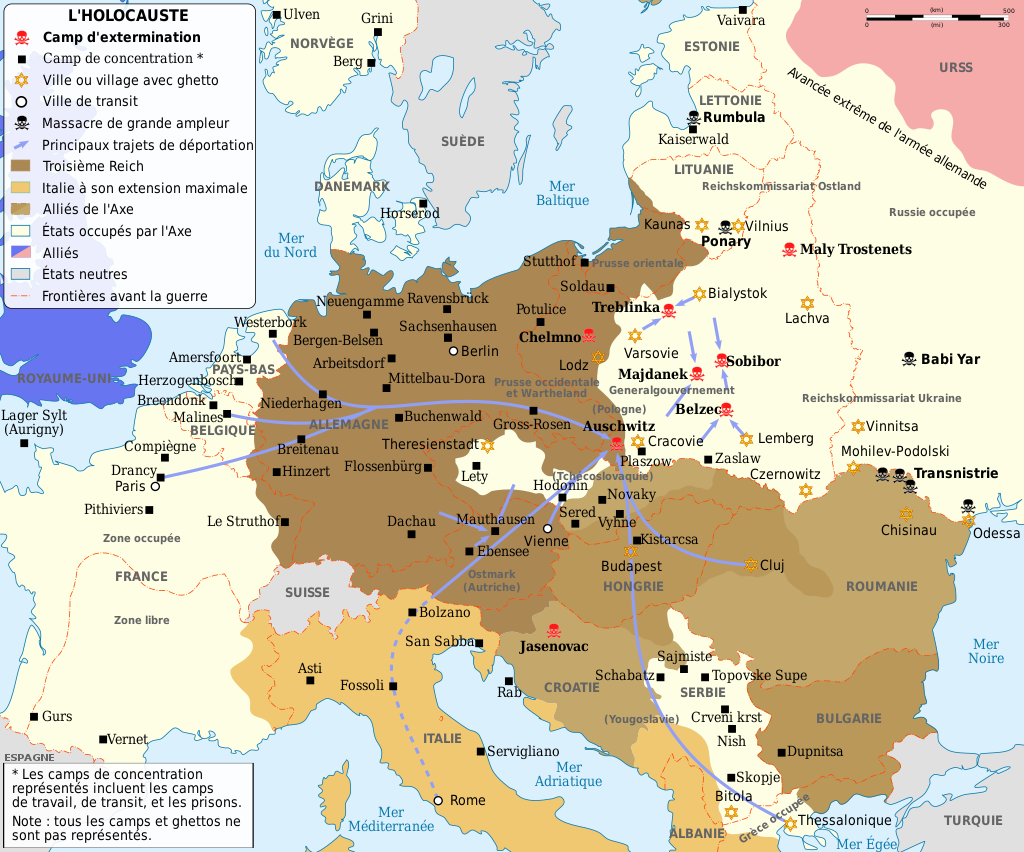 L'HOLOCAUSTE
Camp d'extermination
Camp de concentration *
Ville ou village avec ghetto
Ville de transit
Massacre de grande ampleur
Principaux trajets de déportation
Troisième Reich
Italie à son extension maximale
Alliés de l'Axe
États occupés par l'Axe
Alliés
États neutres
Frontières avant la guerre
Ulven
Grini
NORVÈGE
Berg
SUÈDE
Vaivara
ESTONIE
(km)
500
(mi)
300
URSS
Avancée extrême de l'armée allemande
LETTONIE
Rumbula
Kaiserwald
LITUANIE
Reichskommissariat Ostland
DANEMARK
Mer
Baltique
Horserod
Russie occupée
Mer
du Nord
Kaunas
Vilnius
Ponary
Maly Trostenets
Stutthof
Prusse orientale
Soldau
Neuengamme
Ravensbrück
Treblinka
Bialystok
Lachva
Westerbork
Potulice
Sachsenhausen
Bergen-Belsen
Chelmno
Berlin
Varsovie
Amersfoort
PAYS-BAS
Arbeitsdorf
Lodz
Sobibor
Babi Yar
ROYAUME-UNI
Herzogenbosch
Mittelbau-Dora
Prusse occidentale
et Wartheland
Majdanek
Generalgouvernement
Breendonk
Niederhagen
(Pologne)
Belzec
Reichskommissariat Ukraine
Lager Sylt
(Aurigny)
Malines
BELGIQUE
ALLEMAGNE
Buchenwald
Gross-Rosen
Auschwitz
Vinnitsa
Compiègne
Breitenau
Theresienstadt
Cracovie
Lemberg
Mohilev-Podolski
Drancy
Paris
Hinzert
Flossenbürg
Lety
Plaszow
Zaslaw
Czernowitz
Transnistrie
(Tchecoslovaquie)
Hodonin
Pithiviers
Novaky
Le Struthof
Dachau
Mauthausen
Sered
Vyhne
Chisinau
Odessa
Zone occupée
Vienne
Kistarcsa
Ebensee
Budapest
Cluj
FRANCE
SUISSE
Ostmark
(Autriche)
HONGRIE
ROUMANIE
Zone libre
Bolzano
San Sabba
Jasenovac
Mer
Noire
Asti
Fossoli
Rab
CROATIE
Sajmiste
Schabatz
Topovske Supe
SERBIE
Gurs
(Yougoslavie)
Crveni krst
BULGARIE
Vernet
ITALIE
Nish
Servigliano
Dupnitsa
ESPAGNE
Mer
Adriatique
Skopje
Bitola
* Les camps de concentration
représentés incluent les camps
de travail, de transit, et les prisons.
Note : tous les camps et ghettos ne
sont pas représentés.
Rome
Mer
Méditerranée
Grèce occupée
Thessalonique
TURQUIE
ALBANIE
Mer Égée